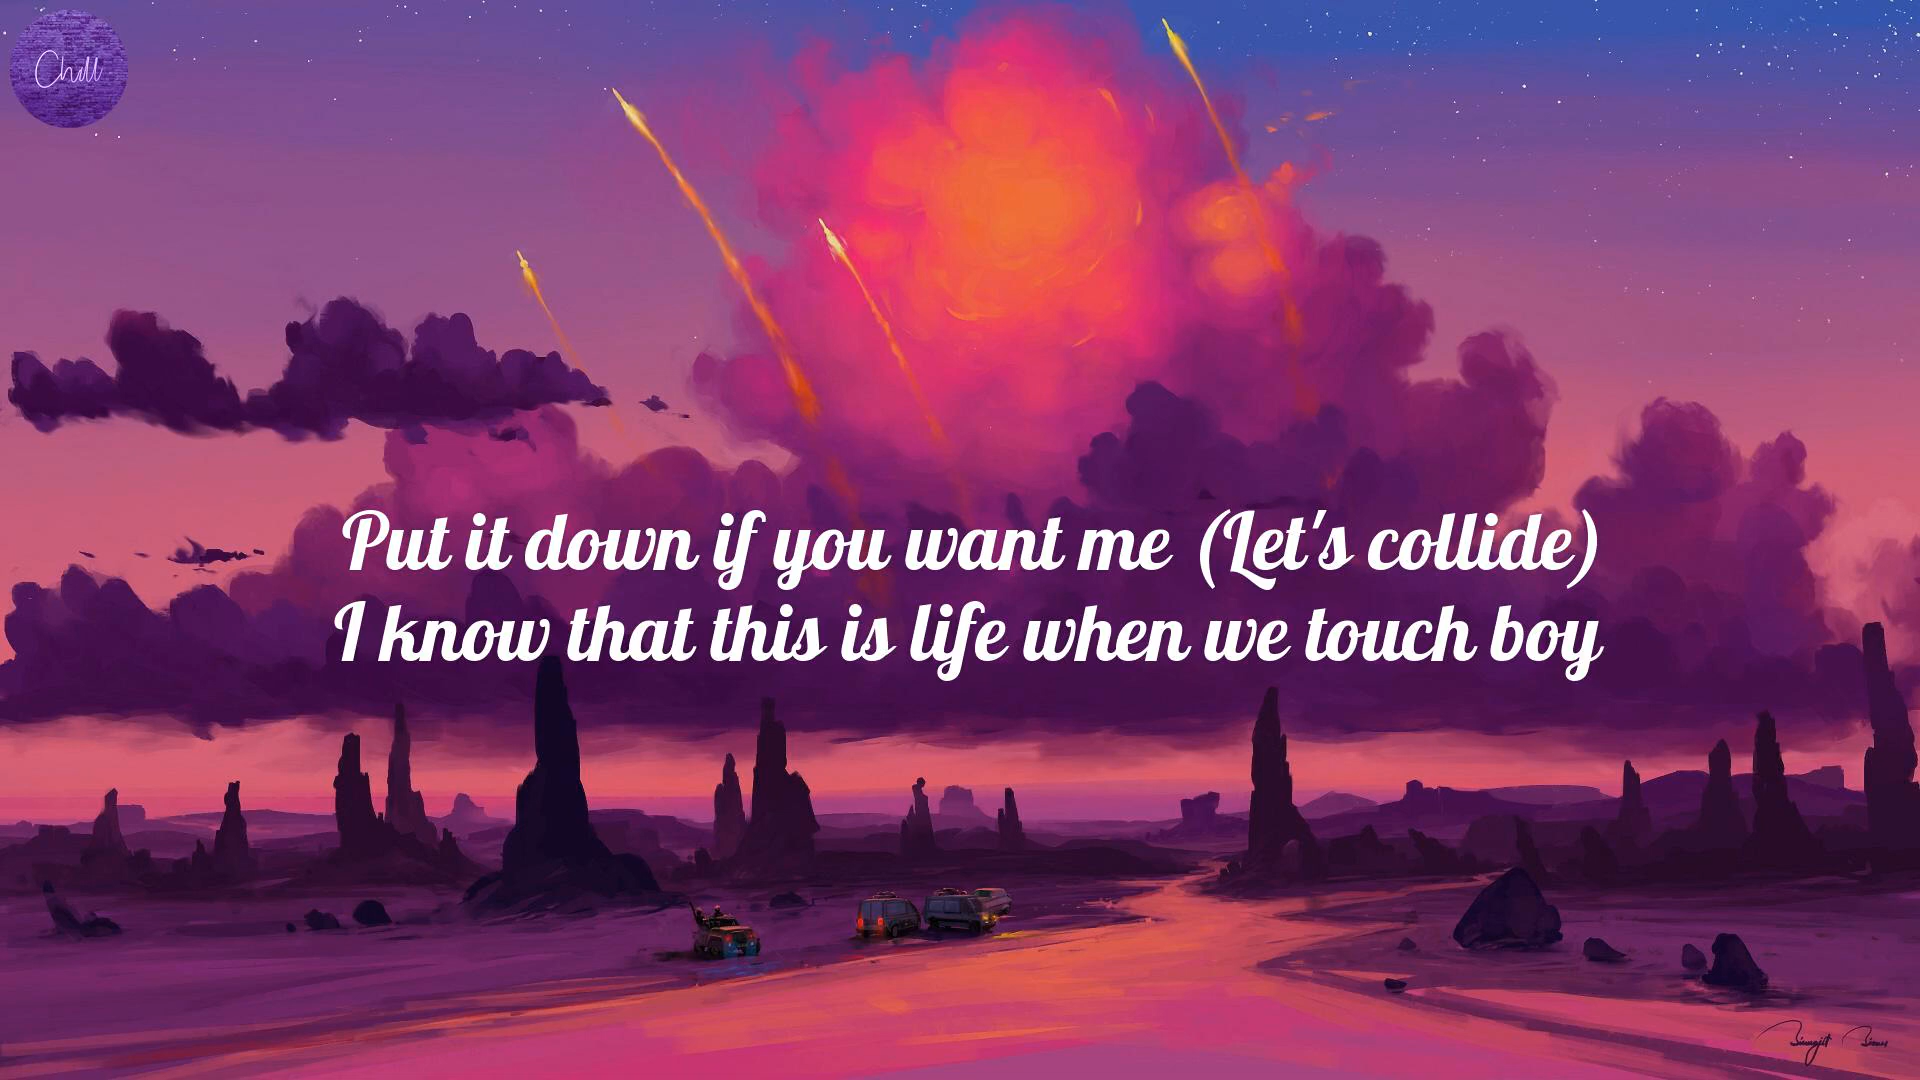 Chill
Put it down if you want me (Let's collide)
I know that this is life when we touch boy